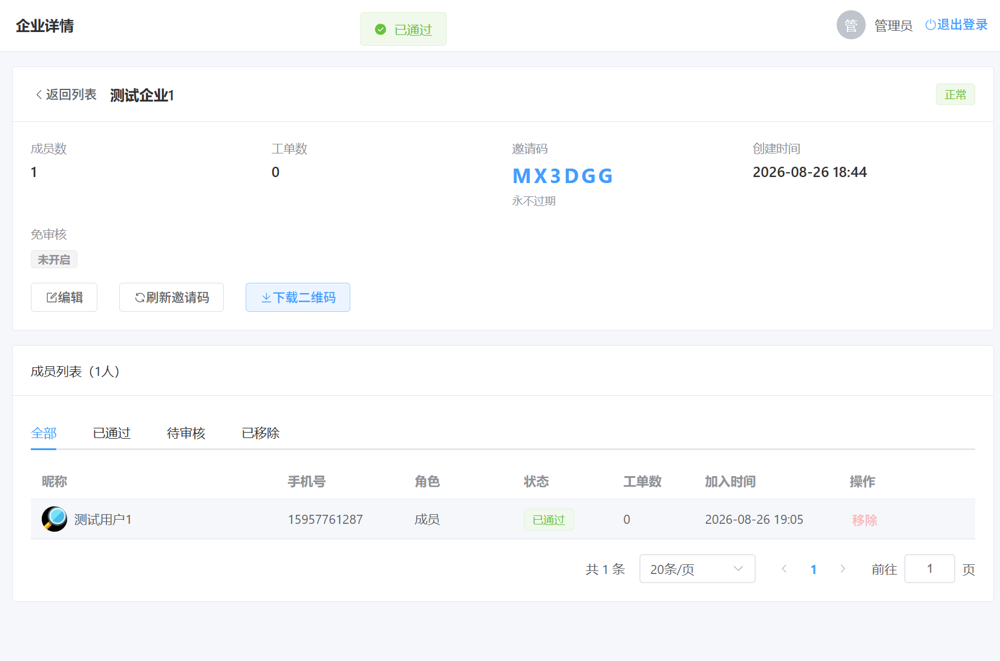 企业详情
已通过
管
管理员
退出登录
返回列表
测试企业1
正常
成员数
工单数
邀请码
创建时间
1
0
MX3DGG
2026-08-26 18:44
永不过期
免审核
未开启
编辑
刷新邀请码
下载二维码
成员列表（1人）
全部
已通过
待审核
已移除
昵称
手机号
角色
状态
工单数
加入时间
操作
测试用户1
15957761287
成员
已通过
0
2026-08-26 19:05
移除
共 1 条
20条/页
1
前往
1
页